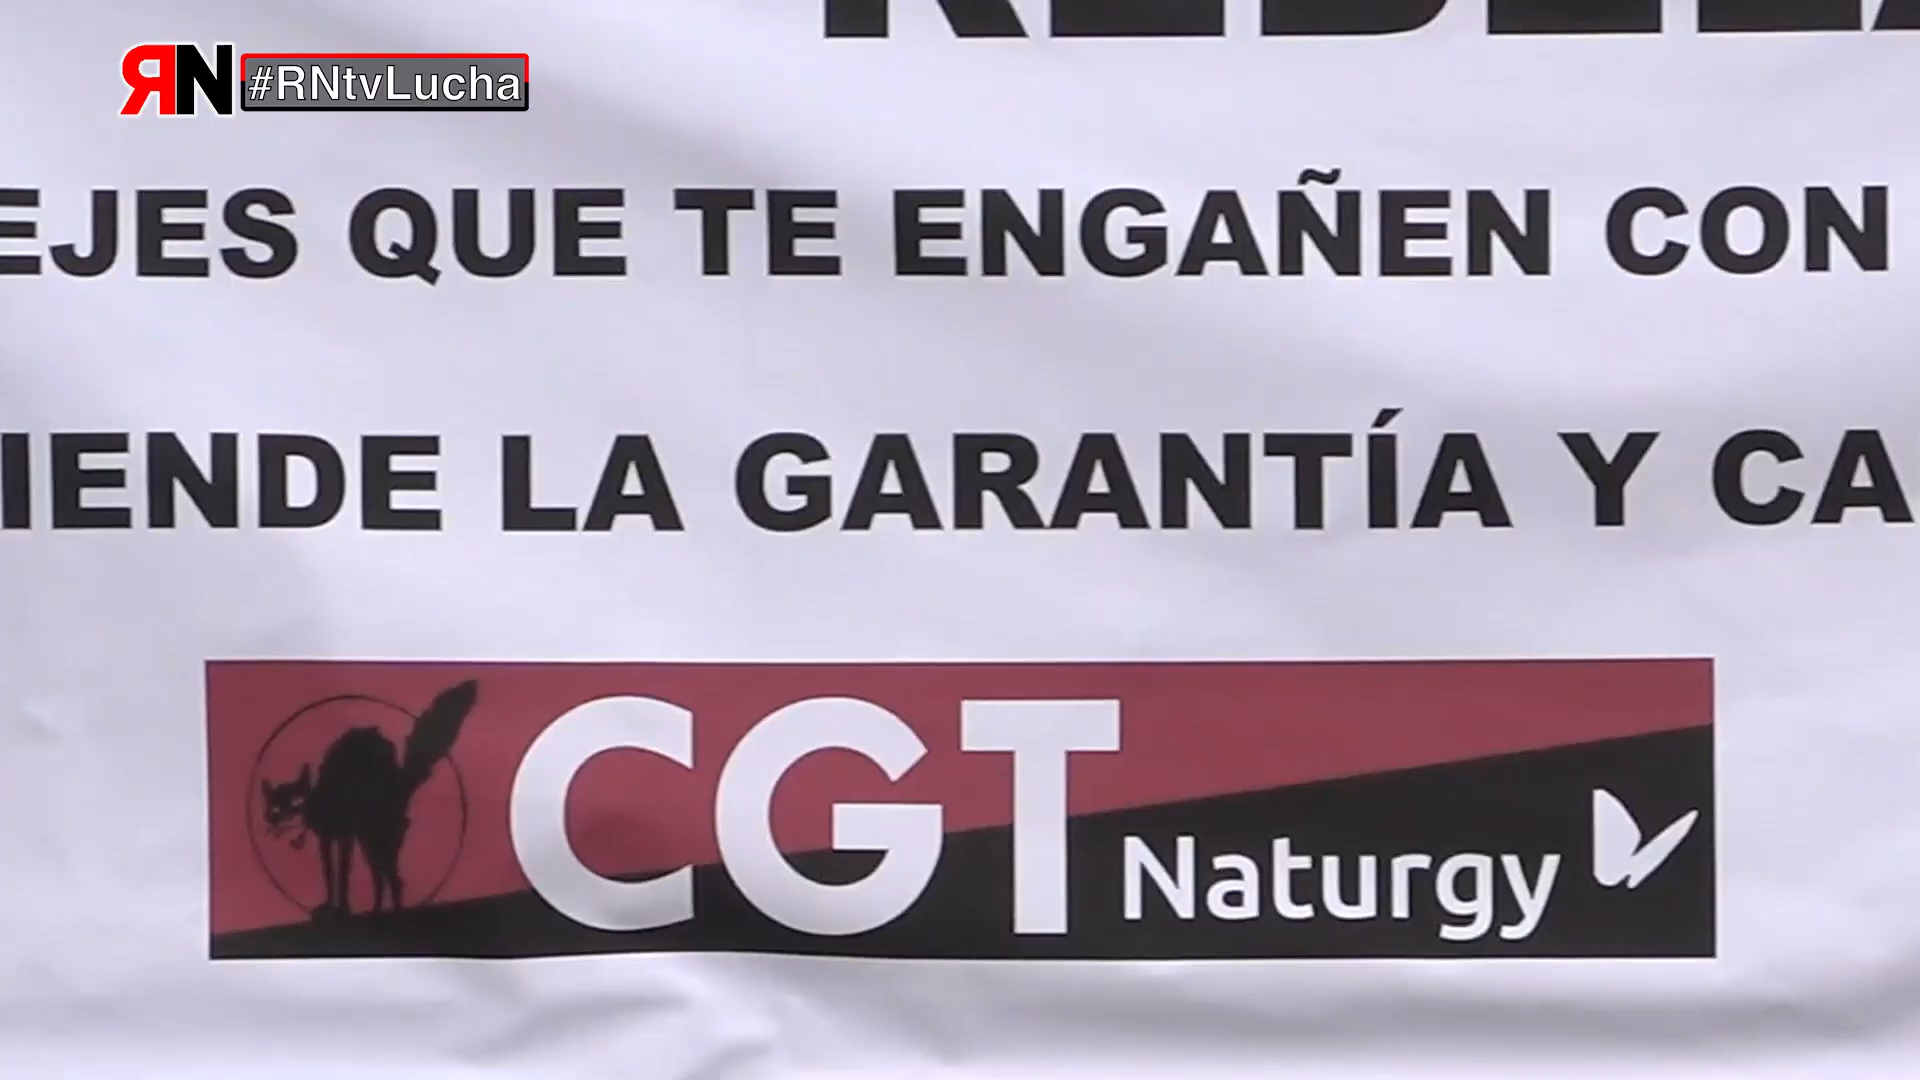 RN #RNtvLucha
EJES QUE TE ENGAÑEN CON
IENDE LA GARANTÍA Y CA
CGT Naturgy